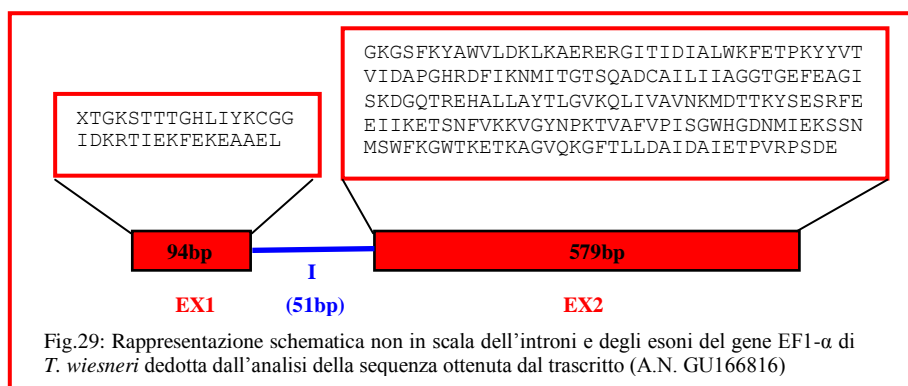 GKGSFKYAWVLDKLKAERERGITIDIALWKFETPKYYVT
VIDAPGHRDFIKNMITGTSQADCAILIIAGGTGEFEAGI
SKDGQTREHALLAYTLGVKQLIVAVNKMDTTKYSESRFE
EIIKETSNFVKKVGYNPKTVAFVPISGWHGDNMIEKSSN
MSWFKGWTKETKAGVQKGFTLLDAIDAIETPVRPSDE
XTGKSTTTGHLIYKCGG
IDKRTIEKFEKEAAEL
94bp
579bp
I
(51bp)
EX1
EX2
Fig.29: Rappresentazione schematica non in scala dell'introni e degli esoni del gene EF1-α di
T. wiesneri dedotta dall'analisi della sequenza ottenuta dal trascritto (A.N. GU166816)